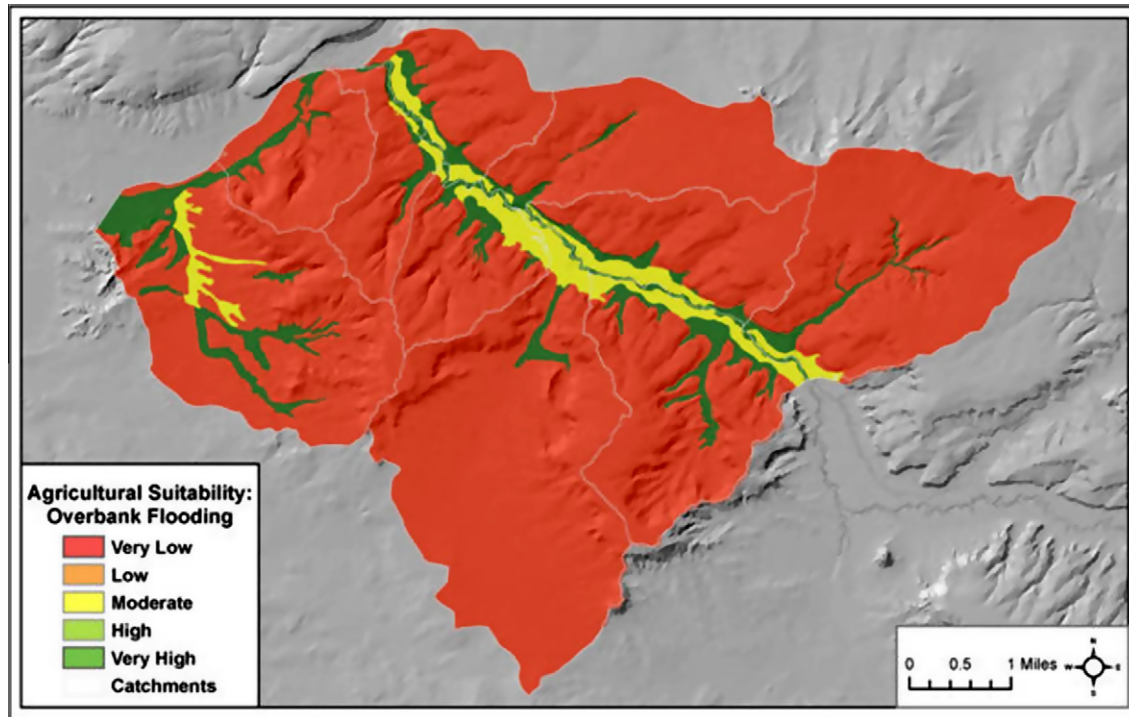 Agricultural Suitability:
Overbank Flooding
Very Low
Low
Moderate
High
Very High
Catchments
0 0.5 1 Miles
N
W E
S